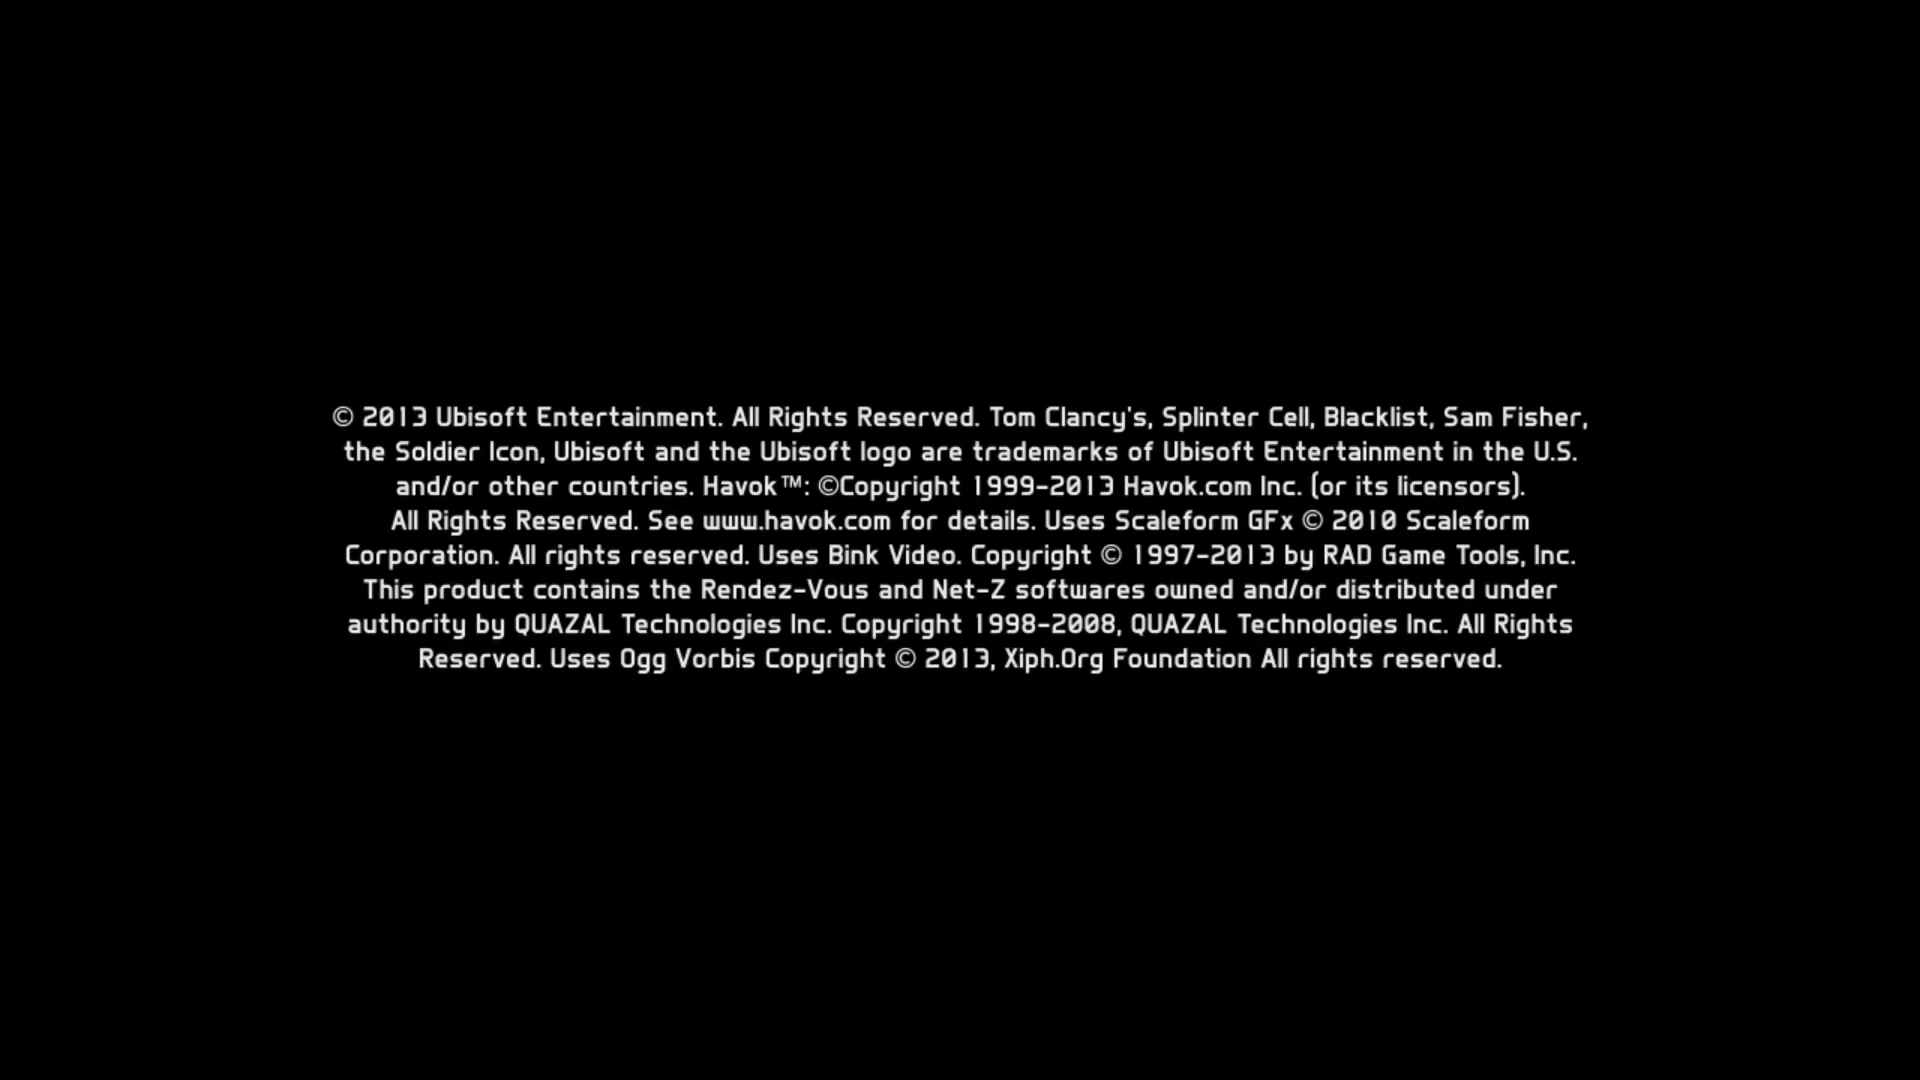 © 2013 Ubisoft Entertainment. All Rights Reserved. Tom Clancy's, Splinter Cell, Blacklist, Sam Fisher,
the Soldier Icon, Ubisoft and the Ubisoft logo are trademarks of Ubisoft Entertainment in the U.S.
and/or other countries. Havok™: ©Copyright 1999-2013 Havok.com Inc. (or its licensors).
All Rights Reserved. See www.havok.com for details. Uses Scaleform GFx © 2010 Scaleform
Corporation. All rights reserved. Uses Bink Video. Copyright © 1997-2013 by RAD Game Tools, Inc.
This product contains the Rendez-Vous and Net-Z softwares owned and/or distributed under
authority by QUAZAL Technologies Inc. Copyright 1998-2008, QUAZAL Technologies Inc. All Rights
Reserved. Uses Ogg Vorbis Copyright © 2013, Xiph.Org Foundation All rights reserved.